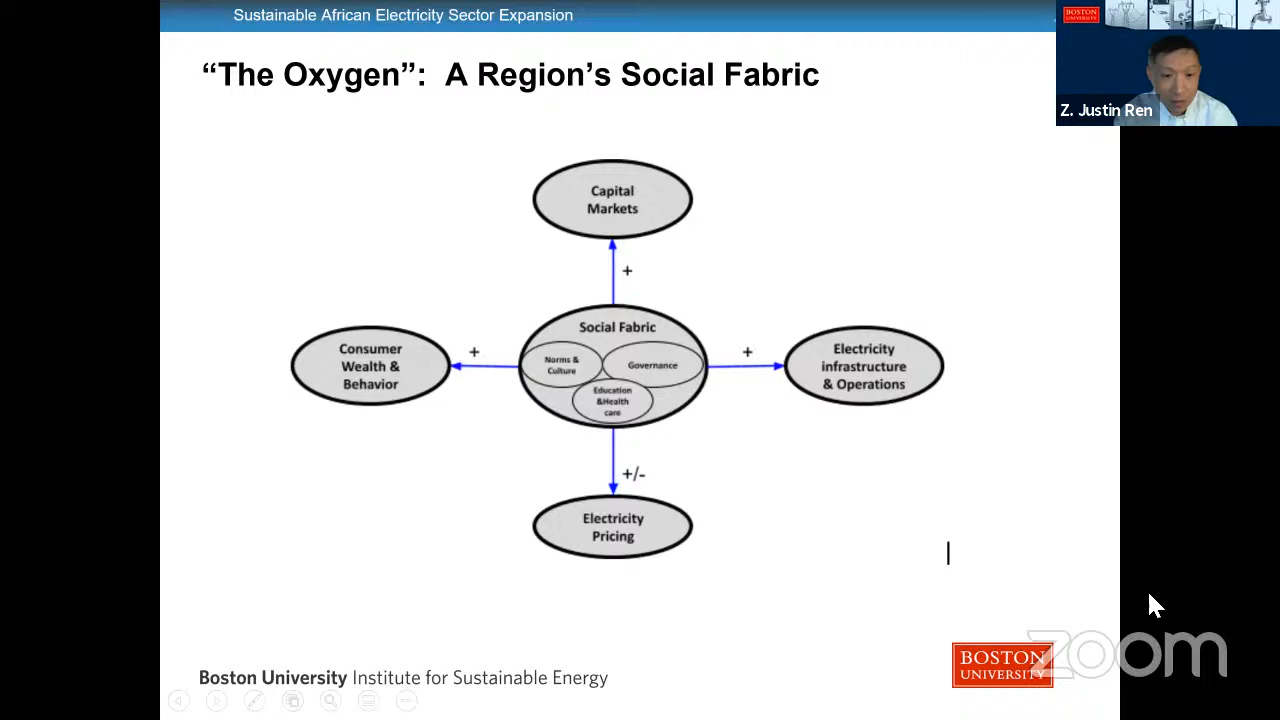 Sustainable African Electricity Sector Expansion
BOSTON
UNIVERSITY
Z. Justin Ren
“The Oxygen”: A Region’s Social Fabric
Capital
Markets
+
Social Fabric
Norms &
Culture
Governance
Education
&Health
care
+
Consumer
Wealth &
Behavior
+
Electricity
infrastructure
& Operations
+/-
Electricity
Pricing
Boston University Institute for Sustainable Energy
BOSTON
UNIVERSITY
zoom